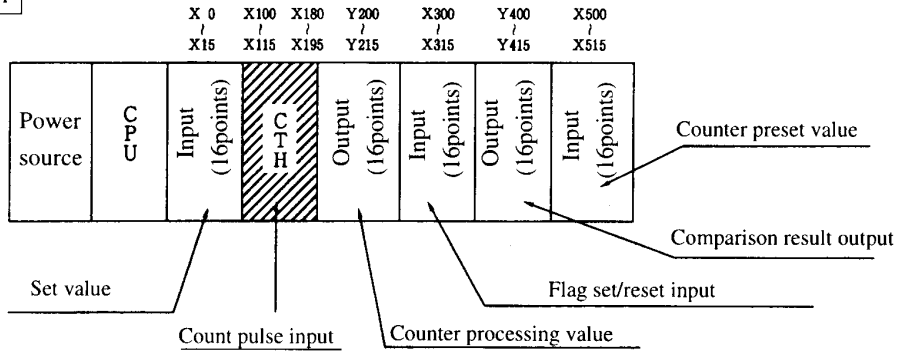 X 0 X100 X180 Y200 X300 Y400 X500
~ ~ ~ ~ ~ ~ ~
X15 X115 X195 Y215 X315 Y415 X515
Power source
CPU
Input (16points)
CTH
Output (16points)
Input (16points)
Output (16points)
Input (16points)
Counter preset value
Comparison result output
Set value
Flag set/reset input
Count pulse input
Counter processing value